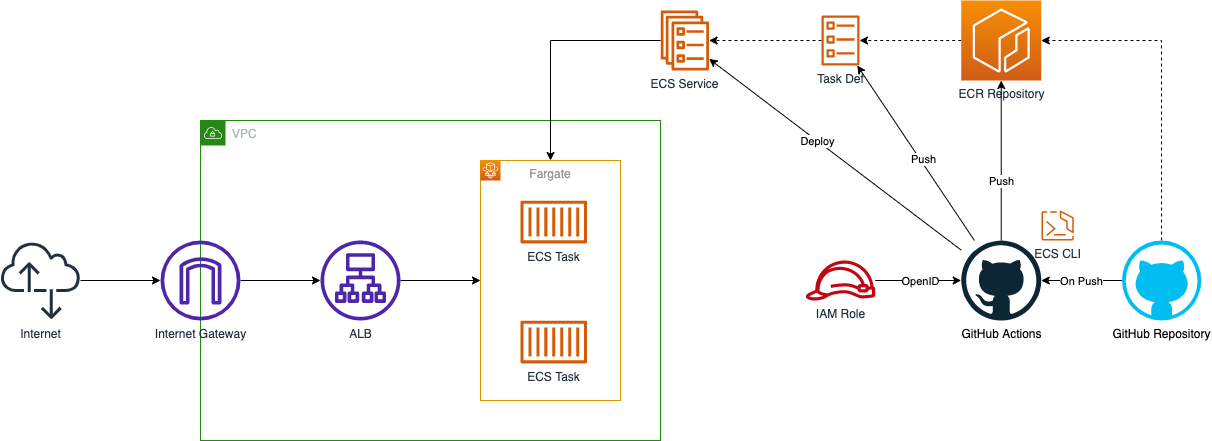 ECS Service
Task Def
ECR Repository
VPC
Deploy
Push
Push
Fargate
ECS Task
ECS CLI
OpenID
On Push
Internet
Internet Gateway
ALB
IAM Role
GitHub Actions
GitHub Repository
ECS Task